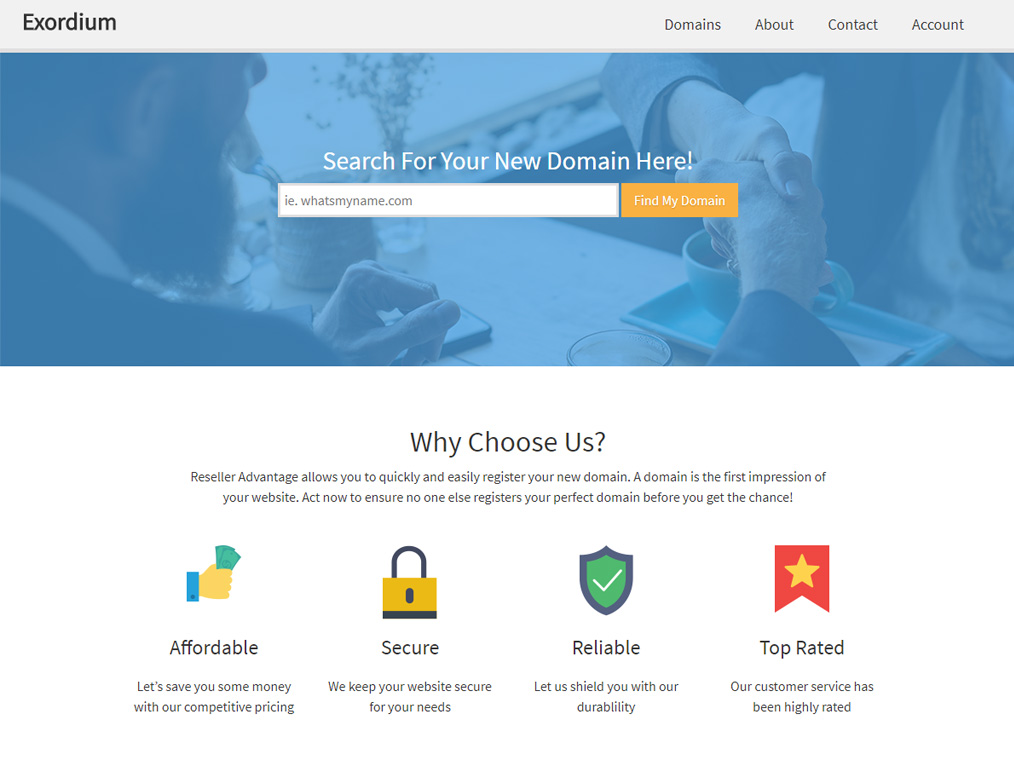 Exordium
Domains About Contact Account
Search For Your New Domain Here!
ie. whatsmyname.com Find My Domain
Why Choose Us?
Reseller Advantage allows you to quickly and easily register your new domain. A domain is the first impression of
your website. Act now to ensure no one else registers your perfect domain before you get the chance!
Affordable
Secure
Reliable
Top Rated
Let's save you some money
with our competitive pricing
We keep your website secure
for your needs
Let us shield you with our
durablility
Our customer service has
been highly rated